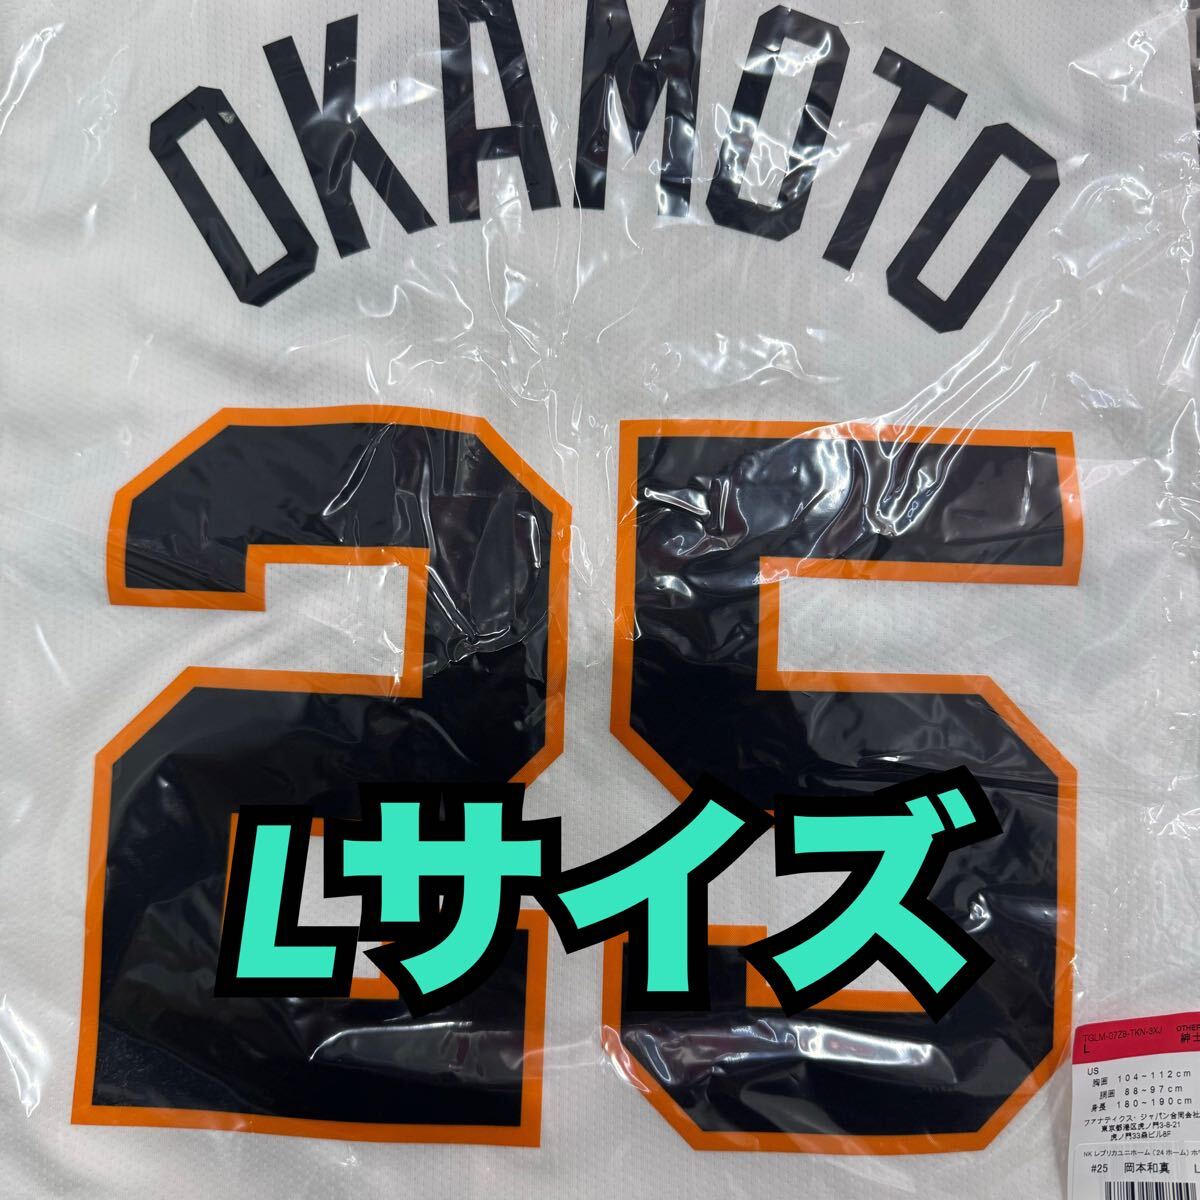 OKAMOTO
25
Lサイズ
TGLM-07Z8-TKN-3XJ
L 紳士
US
胸囲 104~112cm
胴囲 88~97cm
身長 180~190cm
ファナティクス・ジャパン合同会社
東京都港区虎ノ門3-8-21
虎ノ門33森ビル8F
NK レプリカユニホーム (24 ホーム)
#25 岡本和真 L